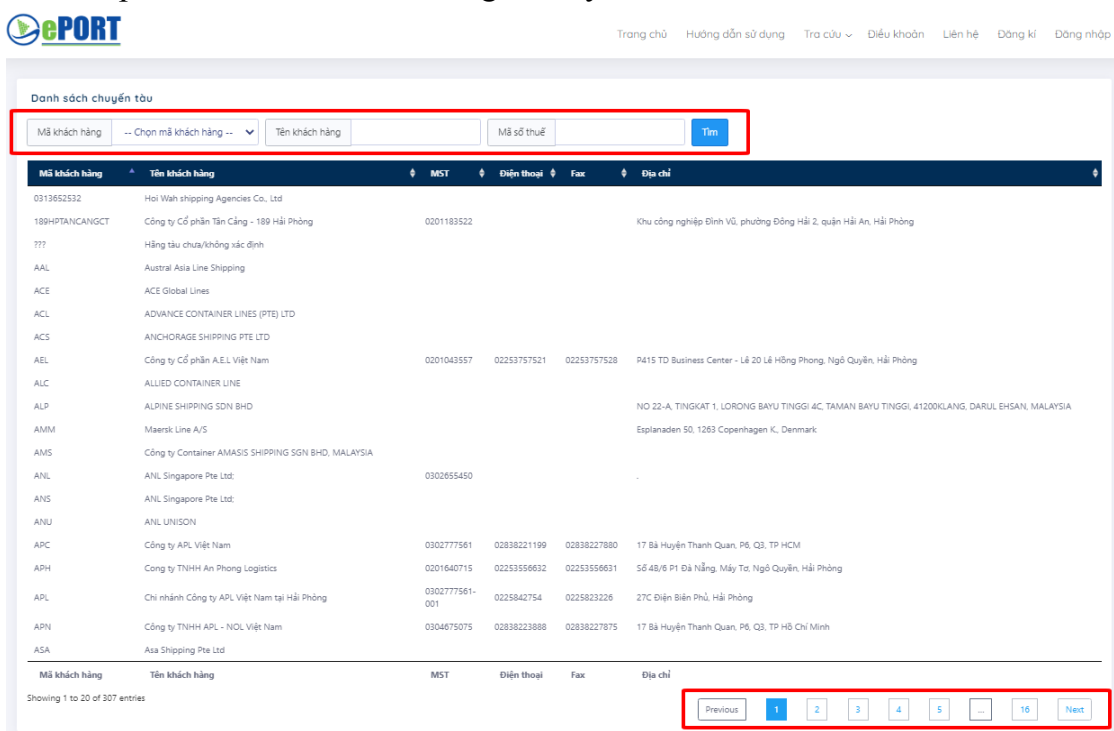 ePORT
Trang chủ Hướng dẫn sử dụng Tra cứu Điều khoản Liên hệ Đăng kí Đăng nhập
Danh sách chuyến tàu
Mã khách hàng -- Chọn mã khách hàng -- Tên khách hàng Mã số thuế Tìm
Mã khách hàng Tên khách hàng MST Điện thoại Fax Địa chỉ
0313652532 Hoi Wah shipping Agencies Co., Ltd
189HPTANCANGCT Công ty Cổ phần Tân Cảng - 189 Hải Phòng 0201183522 Khu công nghiệp Đình Vũ, phường Đông Hải 2, quận Hải An, Hải Phòng
??? Hãng tàu chưa/không xác định
AAL Austral Asia Line Shipping
ACE ACE Global Lines
ACL ADVANCE CONTAINER LINES (PTE) LTD
ACS ANCHORAGE SHIPPING PTE LTD
AEL Công ty Cổ phần A.E.L Việt Nam 0201043557 02253757521 02253757528 P415 TD Business Center - Lê 20 Lê Hồng Phong, Ngô Quyền, Hải Phòng
ALC ALLIED CONTAINER LINE
ALP ALPINE SHIPPING SDN BHD NO 22-A, TINGKAT 1, LORONG BAYU TINGGI 4C, TAMAN BAYU TINGGI, 41200KLANG, DARUL EHSAN, MALAYSIA
AMM Maersk Line A/S Esplanaden 50, 1263 Copenhagen K., Denmark
AMS Công ty Container AMASIS SHIPPING SGN BHD, MALAYSIA
ANL ANL Singapore Pte Ltd; 0302655450 .
ANS ANL Singapore Pte Ltd;
ANU ANL UNISON
APC Công ty APL Việt Nam 0302777561 02838221199 02838227880 17 Bà Huyện Thanh Quan, P6, Q3, TP HCM
APH Cong ty TNHH An Phong Logistics 0201640715 02253556632 02253556631 Số 4B/6 P1 Đà Nẵng, Máy Tơ, Ngô Quyền, Hải Phòng
APL Chi nhánh Công ty APL Việt Nam tại Hải Phòng 0302777561-
001 0225842754 0225823226 27C Điện Biên Phủ, Hải Phòng
APN Công ty TNHH APL - NOL Việt Nam 0304675075 02838223888 02838227875 17 Bà Huyện Thanh Quan, P6, Q3, TP Hồ Chí Minh
ASA Asa Shipping Pte Ltd
Mã khách hàng Tên khách hàng MST Điện thoại Fax Địa chỉ
Showing 1 to 20 of 307 entries
Previous 1 2 3 4 5 ... 16 Next